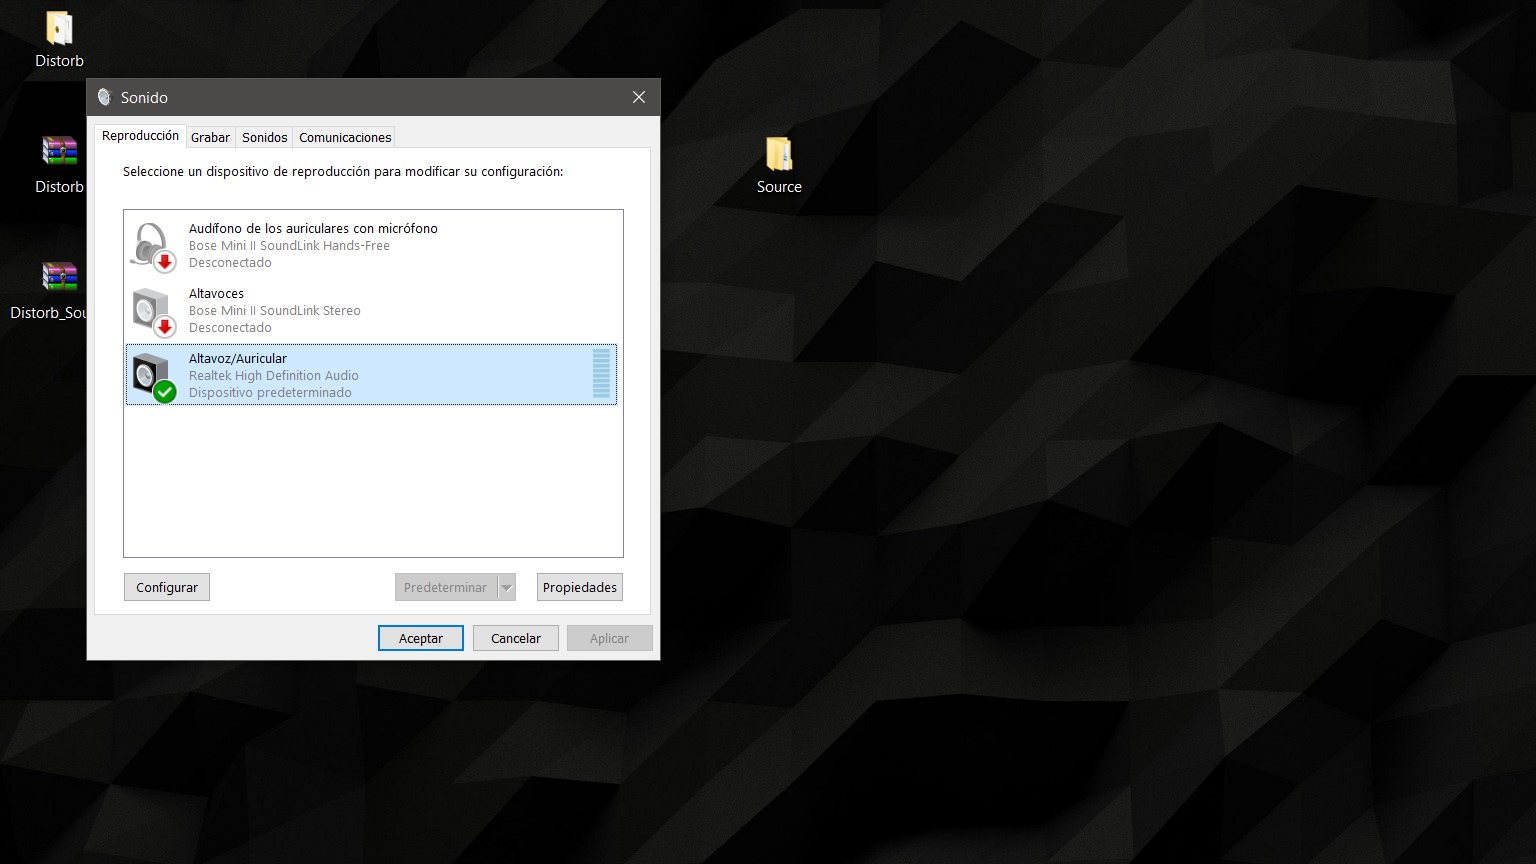 Distorb
Sonido
Reproducción
Grabar
Sonidos
Comunicaciones
Distorb
Source
Seleccione un dispositivo de reproducción para modificar su configuración:
Audífono de los auriculares con micrófono
Bose Mini II SoundLink Hands-Free
Desconectado
Altavoces
Bose Mini II SoundLink Stereo
Desconectado
Distorb_Sou
Altavoz/Auricular
Realtek High Definition Audio
Dispositivo predeterminado
Configurar
Predeterminar
Propiedades
Aceptar
Cancelar
Aplicar